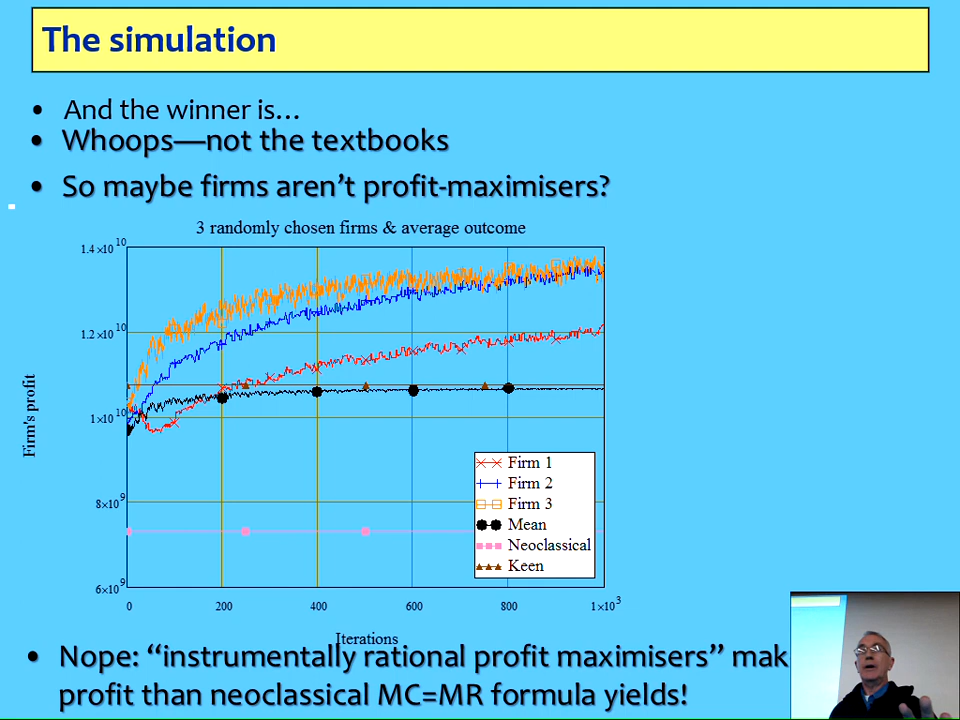 The simulation
• And the winner is…
• Whoops—not the textbooks
• So maybe firms aren't profit-maximisers?
3 randomly chosen firms & average outcome
1.4×10 10
1.2×10 10
1×10 10
8×10 9
6×10 9
Firm's profit
0 200 400 600 800 1×10 3
Iterations
Firm 1
Firm 2
Firm 3
Mean
Neoclassical
Keen
• Nope: “instrumentally rational profit maximisers” mak
profit than neoclassical MC=MR formula yields!